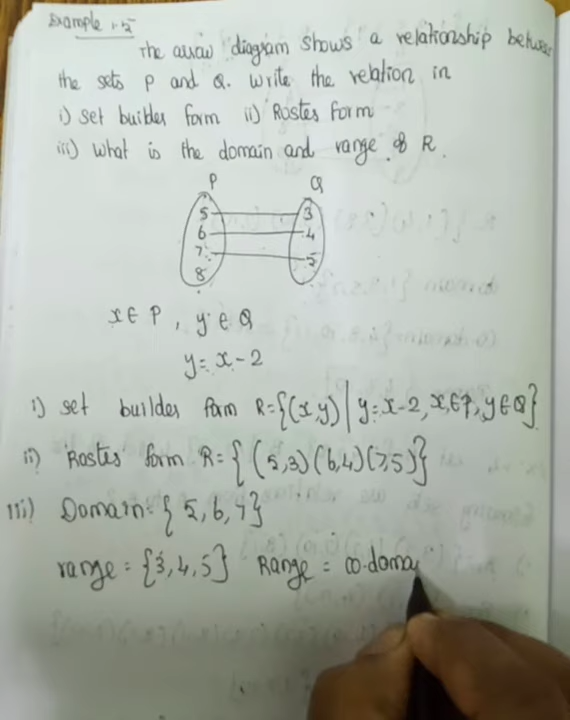 Example 1.5
The arrow diagram shows a relationship between
the sets P and Q. Write the relation in
i) set builder form ii) Roster form
iii) What is the domain and range of R.
P Q
5 3
6 4
7 5
8
x ∈ P, y ∈ Q
y = x - 2
i) set builder form R = {(x,y) | y = x-2, x ∈ P, y ∈ Q}
ii) Roster form R = {(5,3)(6,4)(7,5)}
iii) Domain = {5,6,7}
range = {3,4,5} Range = co-doma